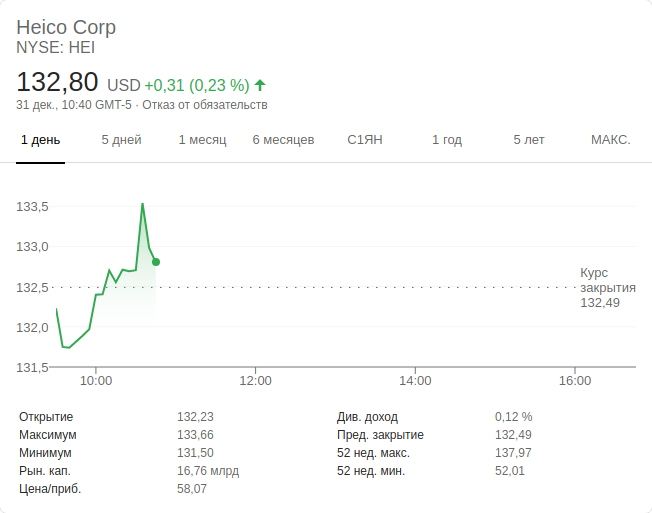 Heico Corp
NYSE: HEI
132,80 USD +0,31 (0,23 %)
31 дек., 10:40 GMT-5 · Отказ от обязательств
1 день 5 дней 1 месяц 6 месяцев С1ЯН 1 год 5 лет МАКС.
133,5
133,0
132,5
132,0
131,5
Курс
закрытия
132,49
10:00 12:00 14:00 16:00
Открытие 132,23 Див. доход 0,12 %
Максимум 133,66 Пред. закрытие 132,49
Минимум 131,50 52 нед. макс. 137,97
Рын. кап. 16,76 млрд 52 нед. мин. 52,01
Цена/приб. 58,07